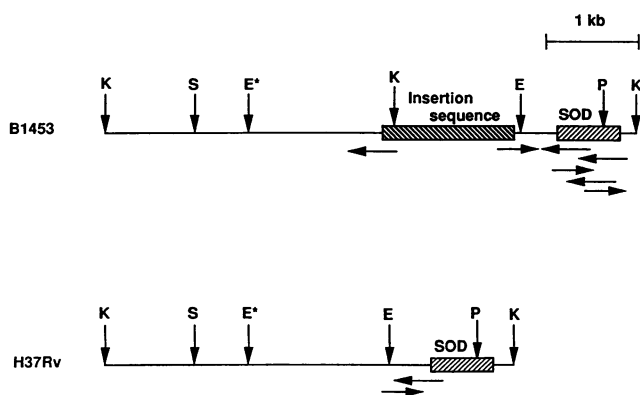 1 kb
K S E* K E P K
Insertion
sequence
SOD
B1453
K S E* E P K
SOD
H37Rv